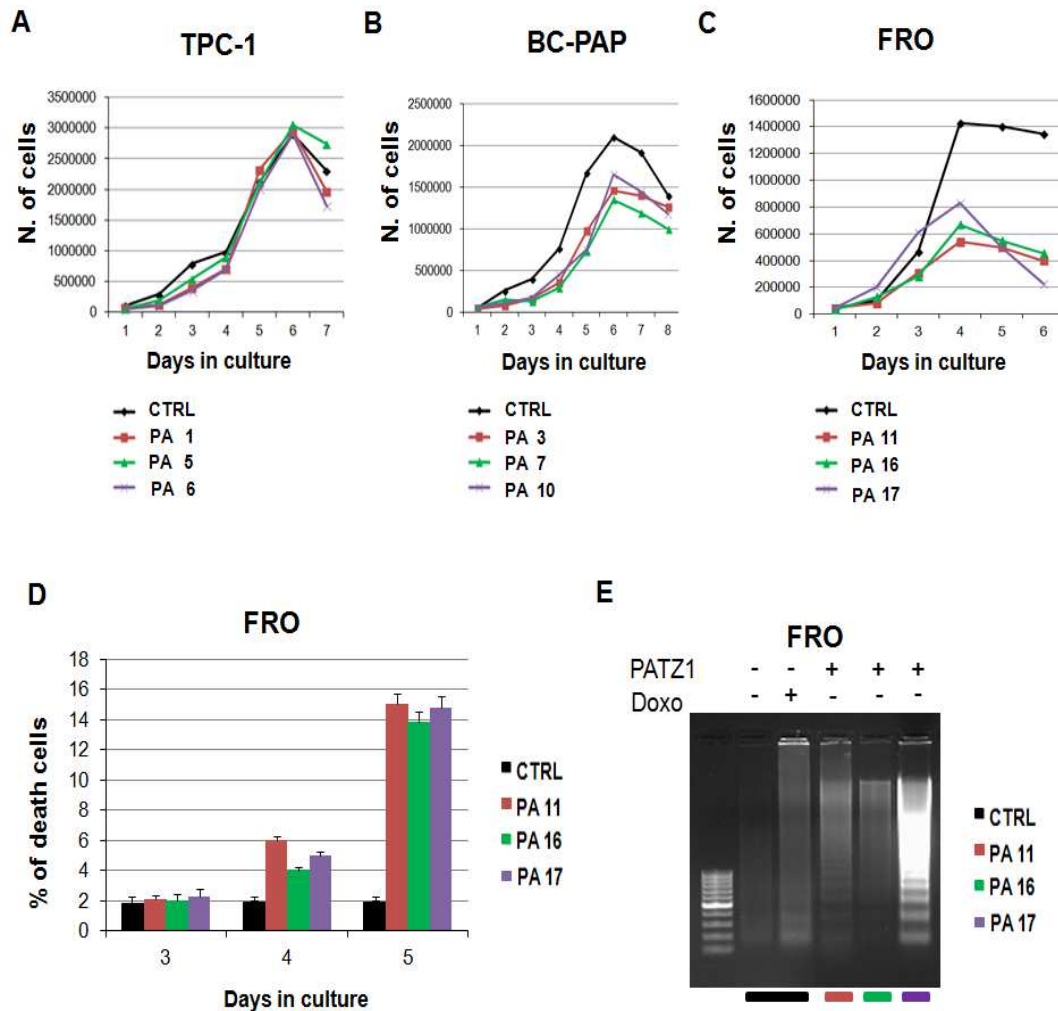 A
TPC-1
N. of cells
3500000
3000000
2500000
2000000
1500000
1000000
500000
0
1 2 3 4 5 6 7
Days in culture
CTRL
PA 1
PA 5
PA 6
B
BC-PAP
N. of cells
2500000
2000000
1500000
1000000
500000
0
1 2 3 4 5 6 7 8
Days in culture
CTRL
PA 3
PA 7
PA 10
C
FRO
N. of cells
1600000
1400000
1200000
1000000
800000
600000
400000
200000
0
1 2 3 4 5 6
Days in culture
CTRL
PA 11
PA 16
PA 17
D
FRO
% of death cells
18
16
14
12
10
8
6
4
2
0
3 4 5
Days in culture
CTRL
PA 11
PA 16
PA 17
E
FRO
PATZ1 - - + + +
Doxo - + - - -
CTRL
PA 11
PA 16
PA 17